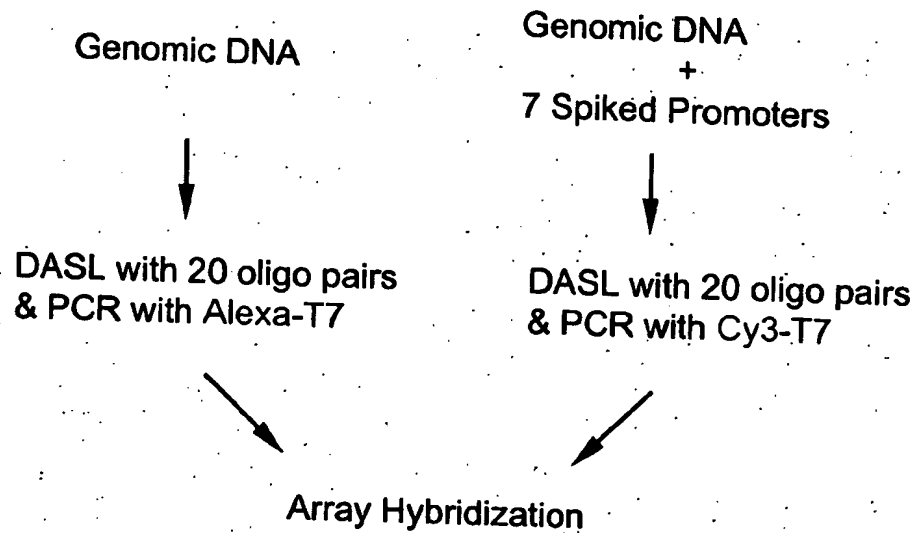 Genomic DNA
Genomic DNA
+
7 Spiked Promoters
DASL with 20 oligo pairs
& PCR with Alexa-T7
DASL with 20 oligo pairs
& PCR with Cy3-T7
Array Hybridization